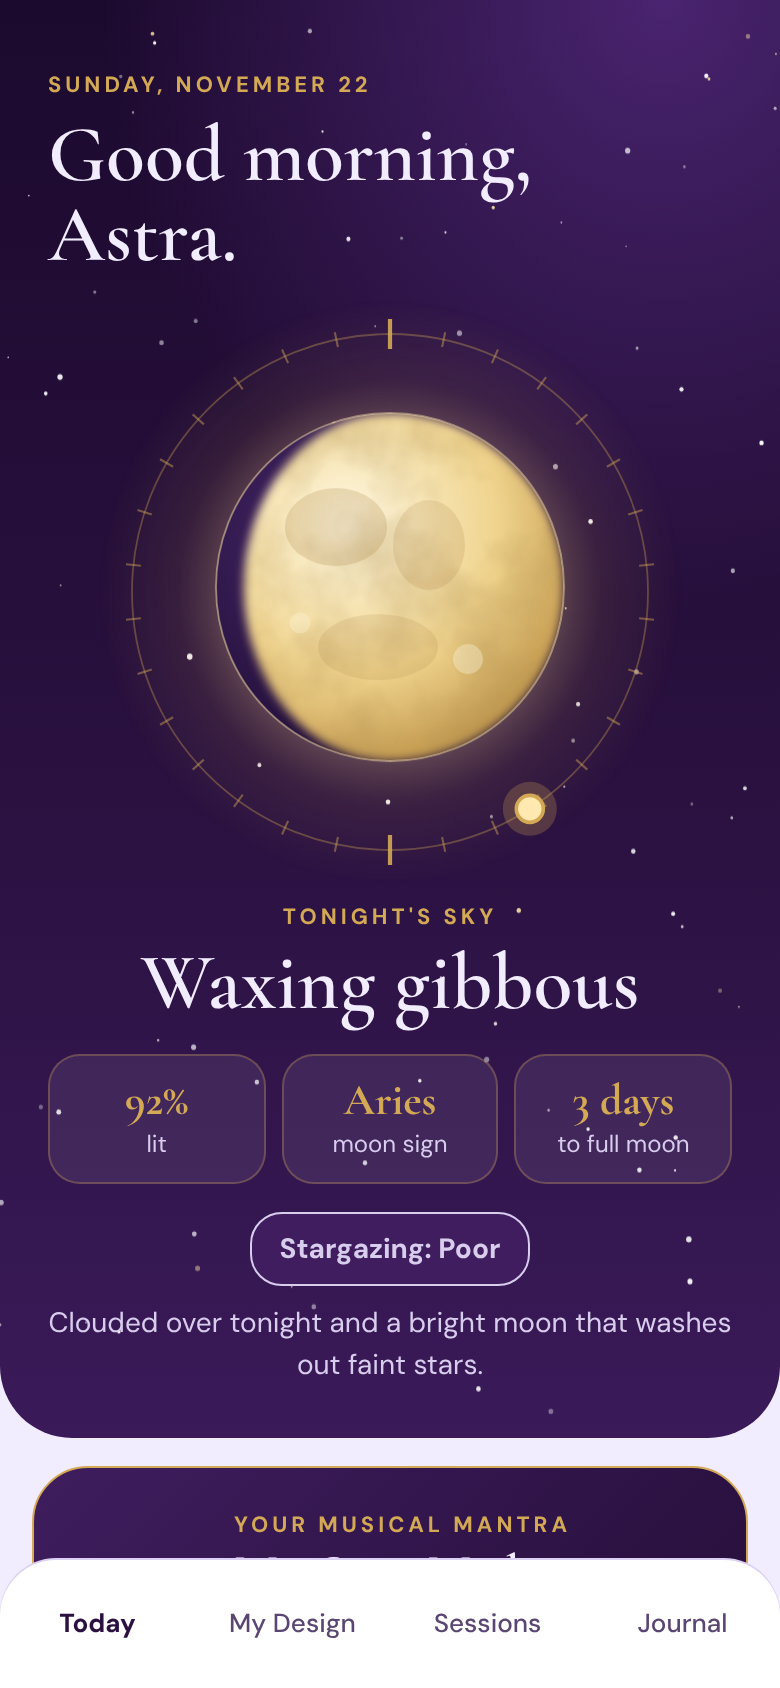 SUNDAY, NOVEMBER 22
Good morning,
Astra.
TONIGHT'S SKY
Waxing gibbous
92%
lit
Aries
moon sign
3 days
to full moon
Stargazing: Poor
Clouded over tonight and a bright moon that washes
out faint stars.
YOUR MUSICAL MANTRA
Today
My Design
Sessions
Journal